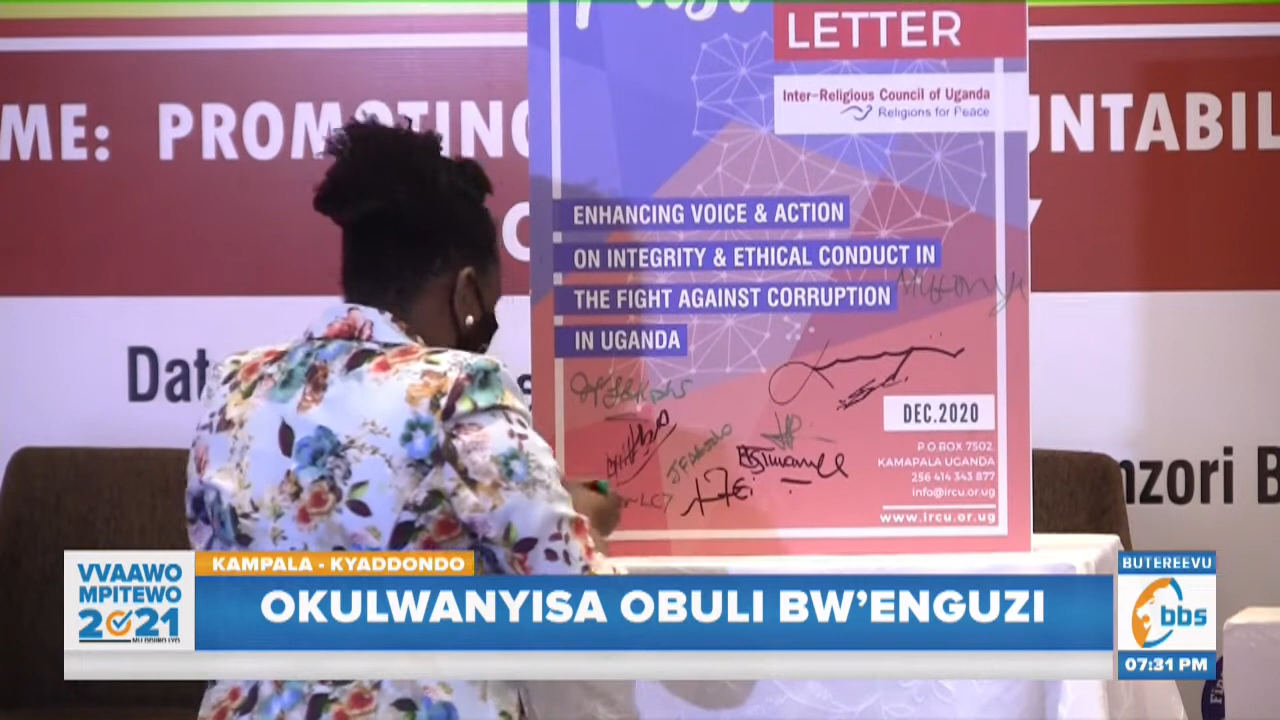 LETTER
Inter-Religious Council of Uganda
Religions for Peace
ME: PROMOTING
UNTABIL
ENHANCING VOICE & ACTION
ON INTEGRITY & ETHICAL CONDUCT IN
THE FIGHT AGAINST CORRUPTION
IN UGANDA
Dat
nzori B
DEC.2020
P.O BOX 7502,
KAMAPALA UGANDA
256 414 343 877
info@ircu.or.ug
www.ircu.or.ug
KAMPALA - KYADDONDO
VVAAWO
MPITEWO
2021
OKULWANYISA OBULI BW'ENGUZI
BUTEREEVU
bbs
07:31 PM